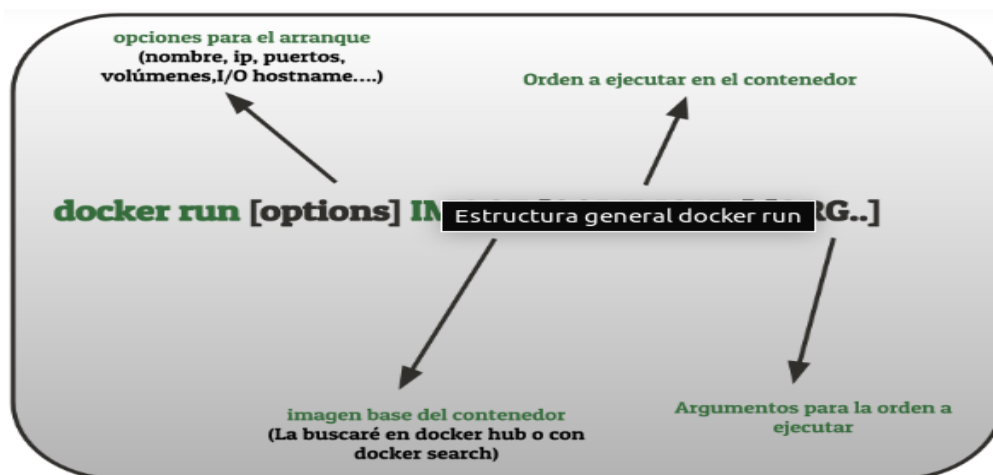 opciones para el arranque
(nombre, ip, puertos,
volúmenes,I/O hostname....)
Orden a ejecutar en el contenedor
docker run [options]
Estructura general docker run
imagen base del contenedor
(La buscaré en docker hub o con
docker search)
Argumentos para la orden a
ejecutar